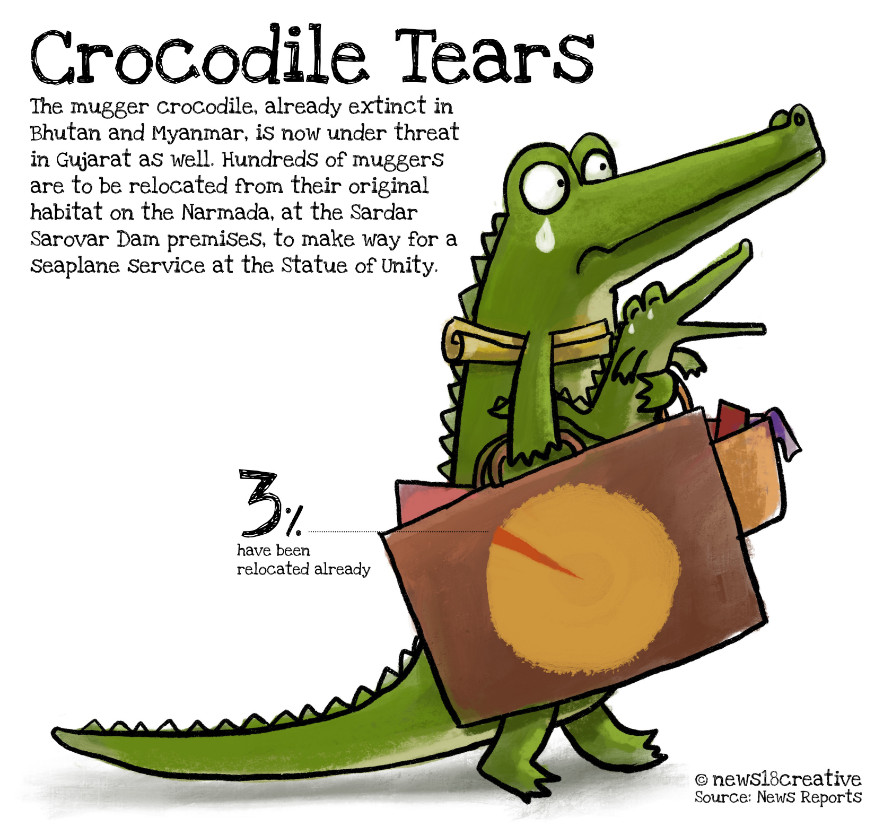 Crocodile Tears
The mugger crocodile, already extinct in
Bhutan and Myanmar, is now under threat
in Gujarat as well. Hundreds of muggers
are to be relocated from their original
habitat on the Narmada, at the Sardar
Sarovar Dam premises, to make way for a
seaplane service at the Statue of Unity.
3%
have been
relocated already
© news18creative
Source: News Reports